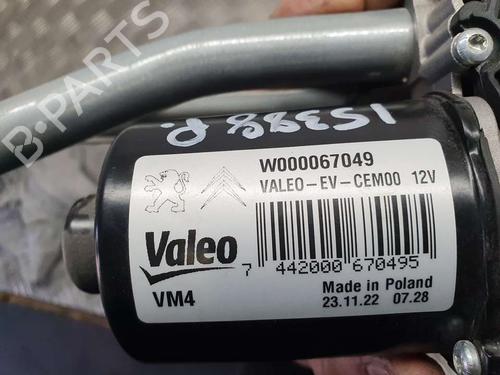 B-PARTS
15388 P.
W000067049
VALEO-EV-CEM00 12V
Valeo
7 442000 670495
VM4
Made in Poland
23.11.22 07.28